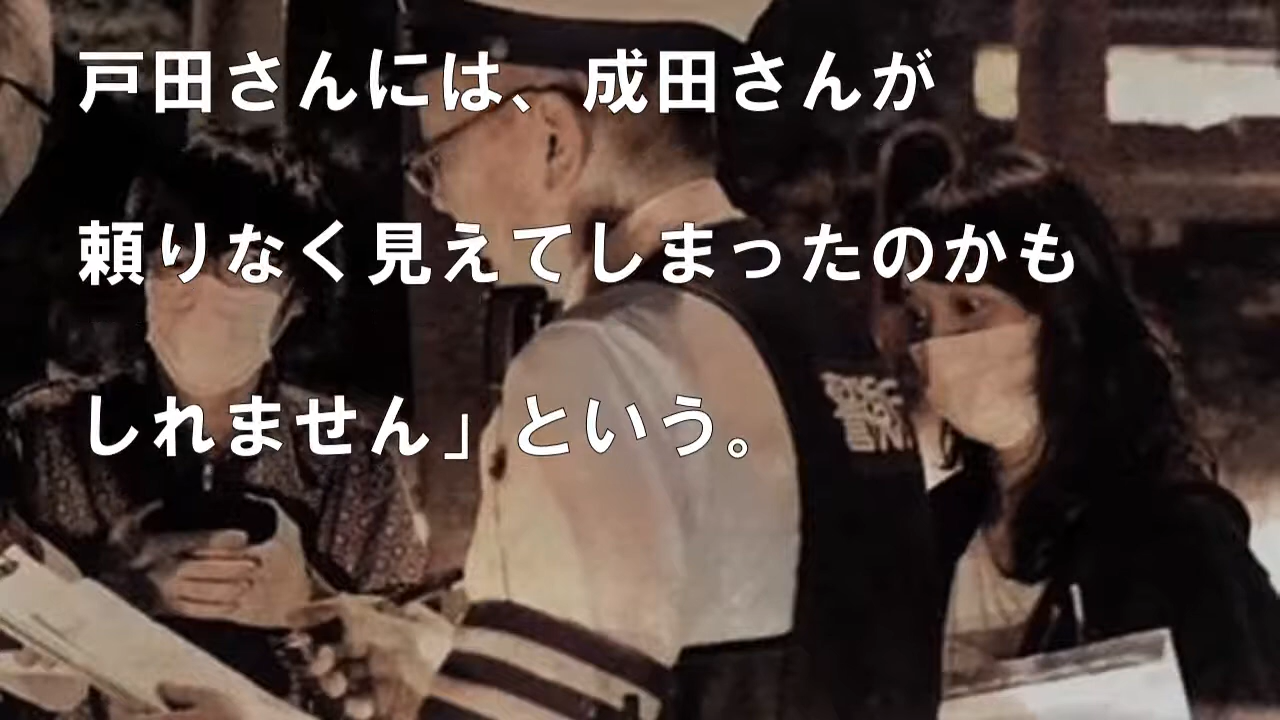 戸田さんには、成田さんが
頼りなく見えてしまったのかも
しれません」という。